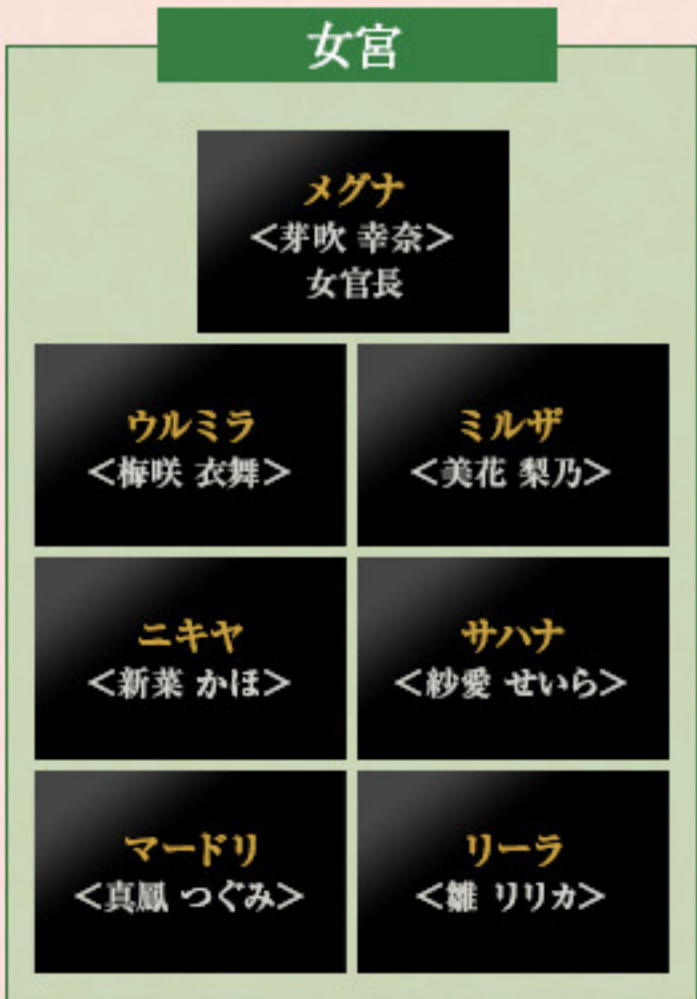 女宮
メグナ
<芽吹 幸奈>
女官長
ウルミラ
<梅咲 衣舞>
ミルザ
<美花 梨乃>
ニキヤ
<新菜 かほ>
サハナ
<紗愛 せいら>
マードリ
<真鳳 つぐみ>
リーラ
<雛 リリカ>